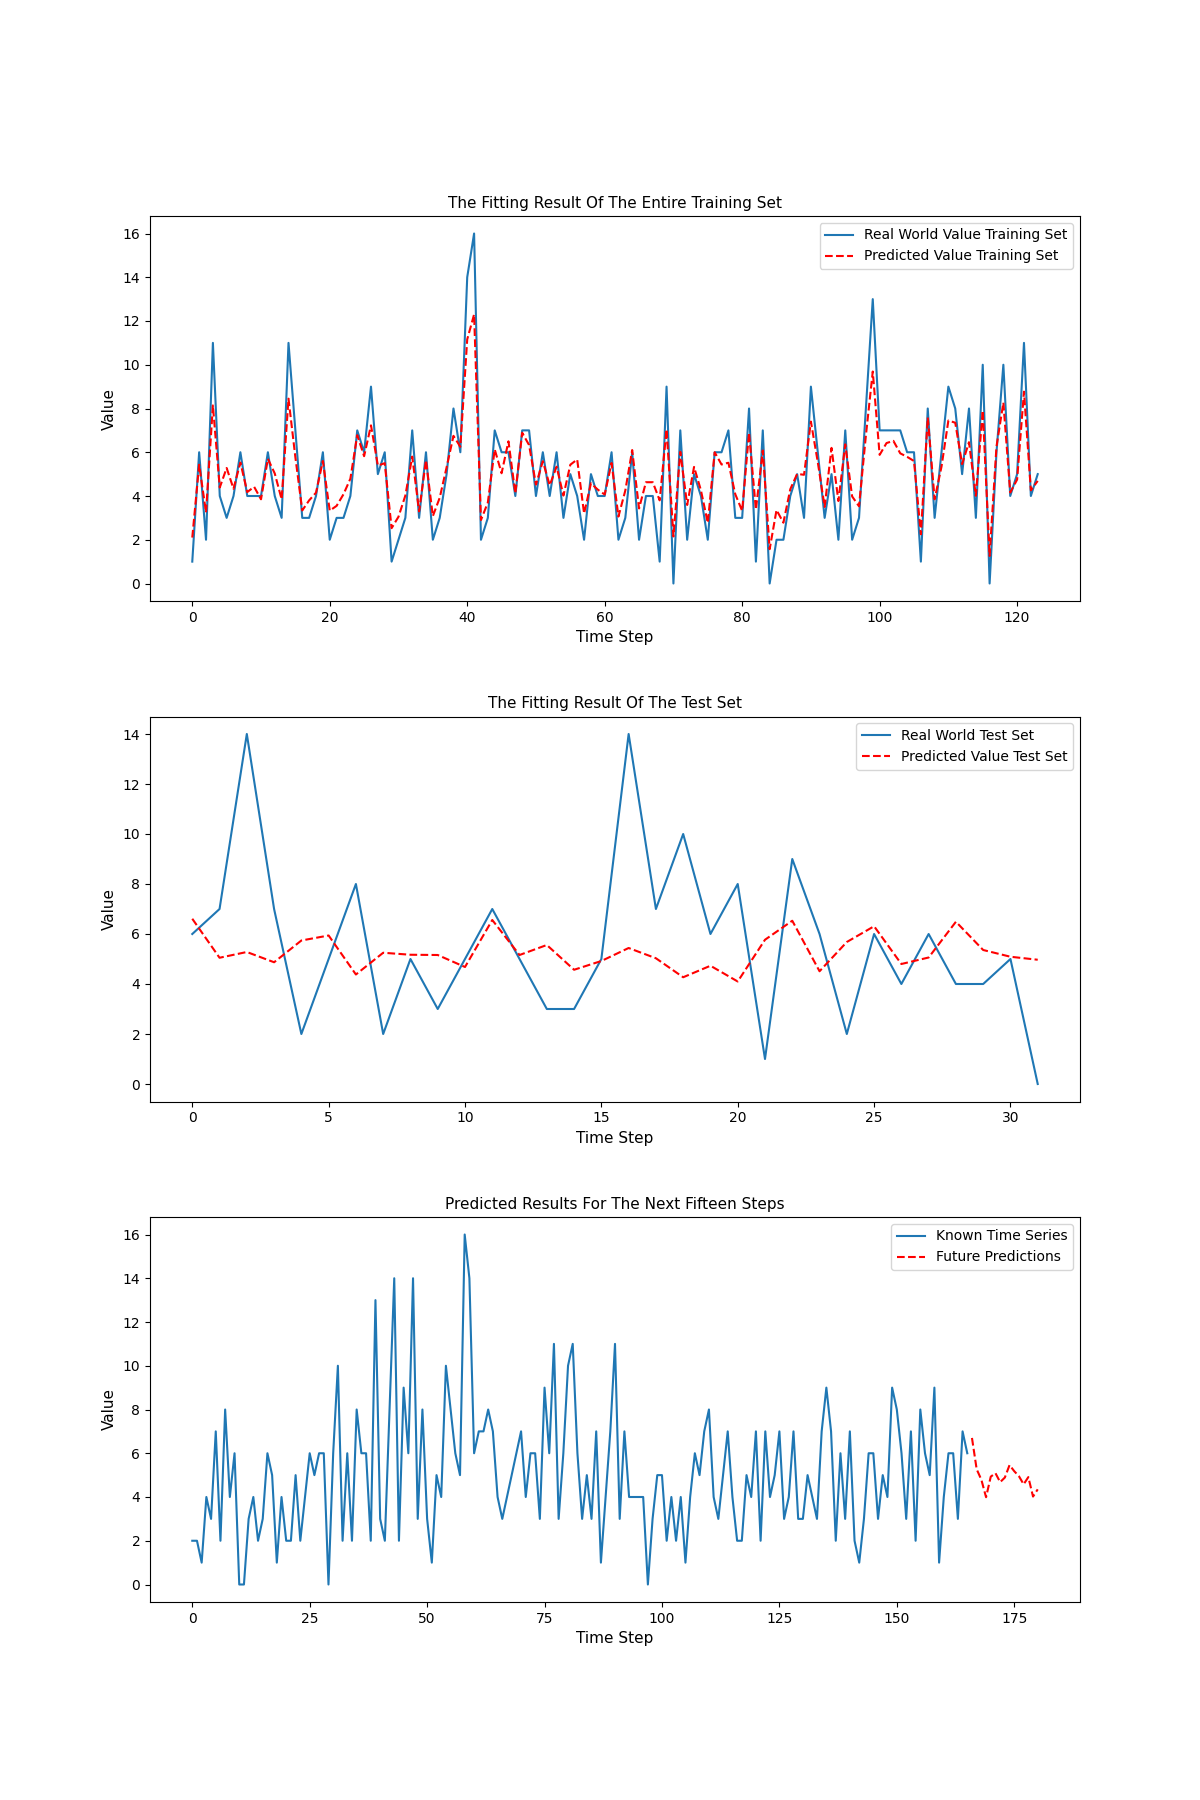 The Fitting Result Of The Entire Training Set
Real World Value Training Set
Predicted Value Training Set
Value
16
14
12
10
8
6
4
2
0
0 20 40 60 80 100 120
Time Step
The Fitting Result Of The Test Set
Real World Test Set
Predicted Value Test Set
Value
14
12
10
8
6
4
2
0
0 5 10 15 20 25 30
Time Step
Predicted Results For The Next Fifteen Steps
Known Time Series
Future Predictions
Value
16
14
12
10
8
6
4
2
0
0 25 50 75 100 125 150 175
Time Step